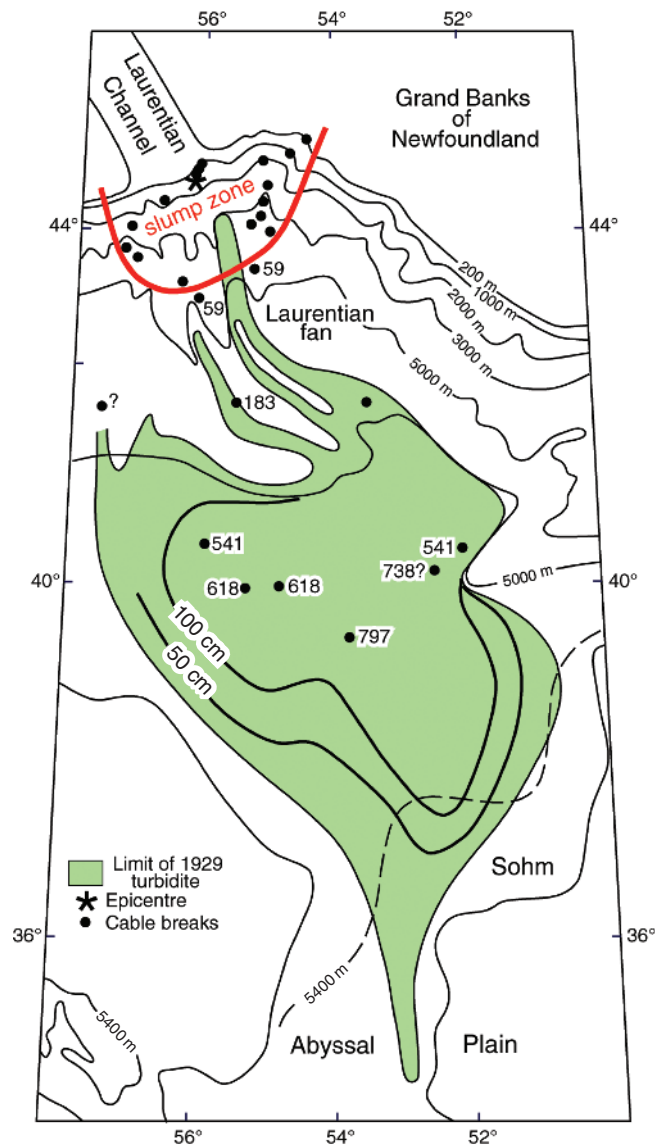 56°
54°
52°
Laurentian
Channel
Grand Banks
of
Newfoundland
slump zone
44°
44°
200 m
1000 m
2000 m
3000 m
5000 m
59
59
Laurentian
fan
?
183
541
541
738?
618
618
797
40°
40°
5000 m
100 cm
50 cm
Limit of 1929
turbidite
Epicentre
Cable breaks
Sohm
36°
36°
5400 m
5400 m
Abyssal
Plain
56°
54°
52°